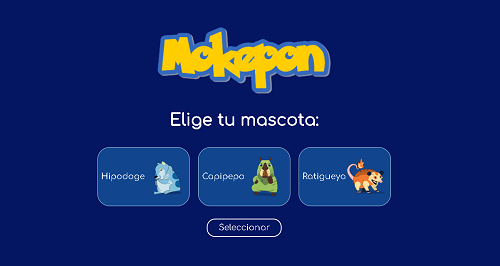 Mokepon
Elige tu mascota:
Hipodoge
Capipepo
Ratigueya
Seleccionar